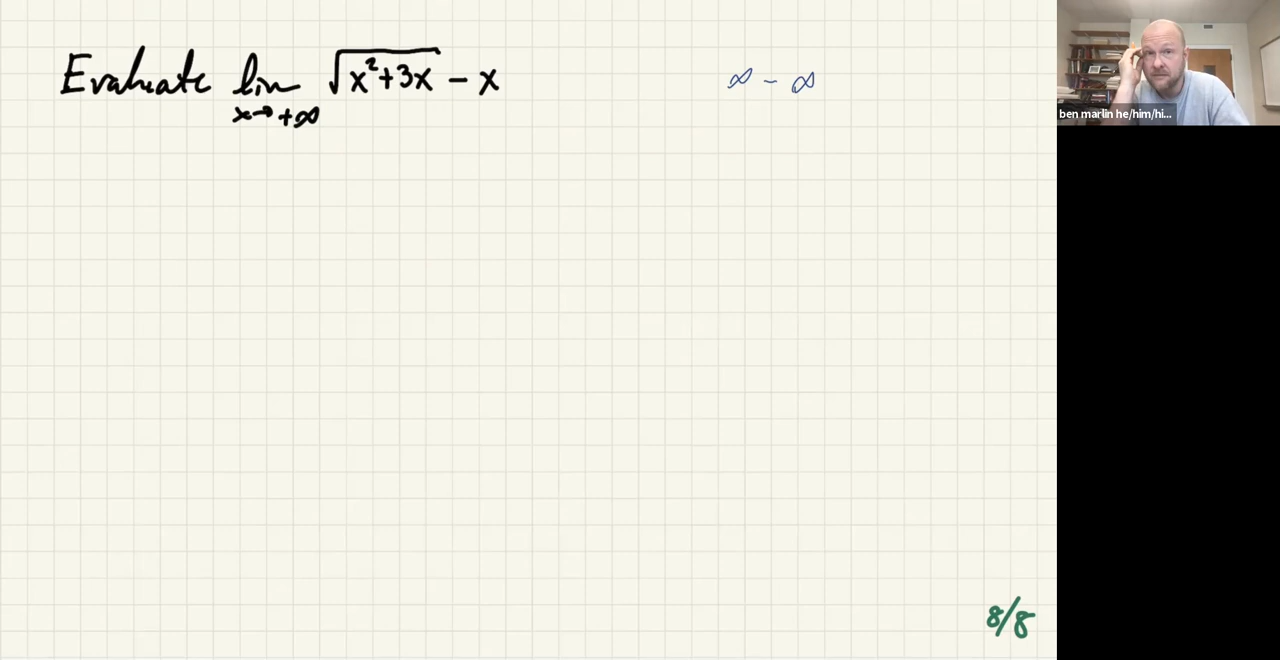 Evaluate lim √x²+3x - x
x→+∞
∞ - ∞
ben marlin he/him/hi...
8/8